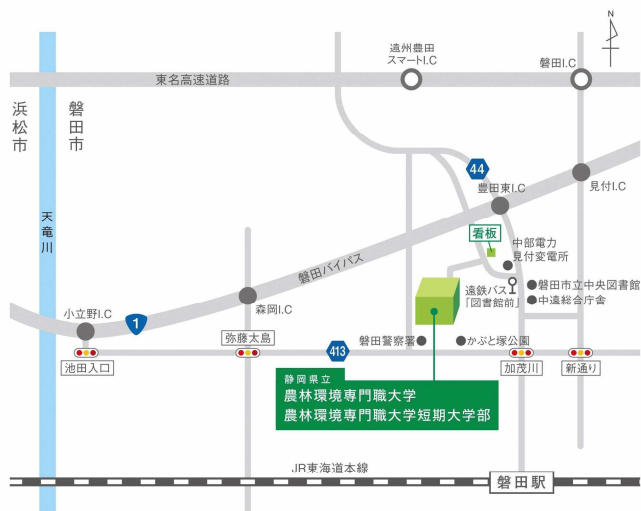 N
遠州豊田
スマートI.C
磐田I.C
東名高速道路
浜松市
磐田市
44
見付I.C
豊田東I.C
看板
中部電力
見付変電所
天竜川
磐田バイパス
遠鉄バス
「図書館前」
磐田市立中央図書館
中遠総合庁舎
森岡I.C
小立野I.C
1
弥藤太島
413
磐田警察署
かぶと塚公園
池田入口
加茂川
新通り
静岡県立
農林環境専門職大学
農林環境専門職大学短期大学部
JR東海道本線
磐田駅